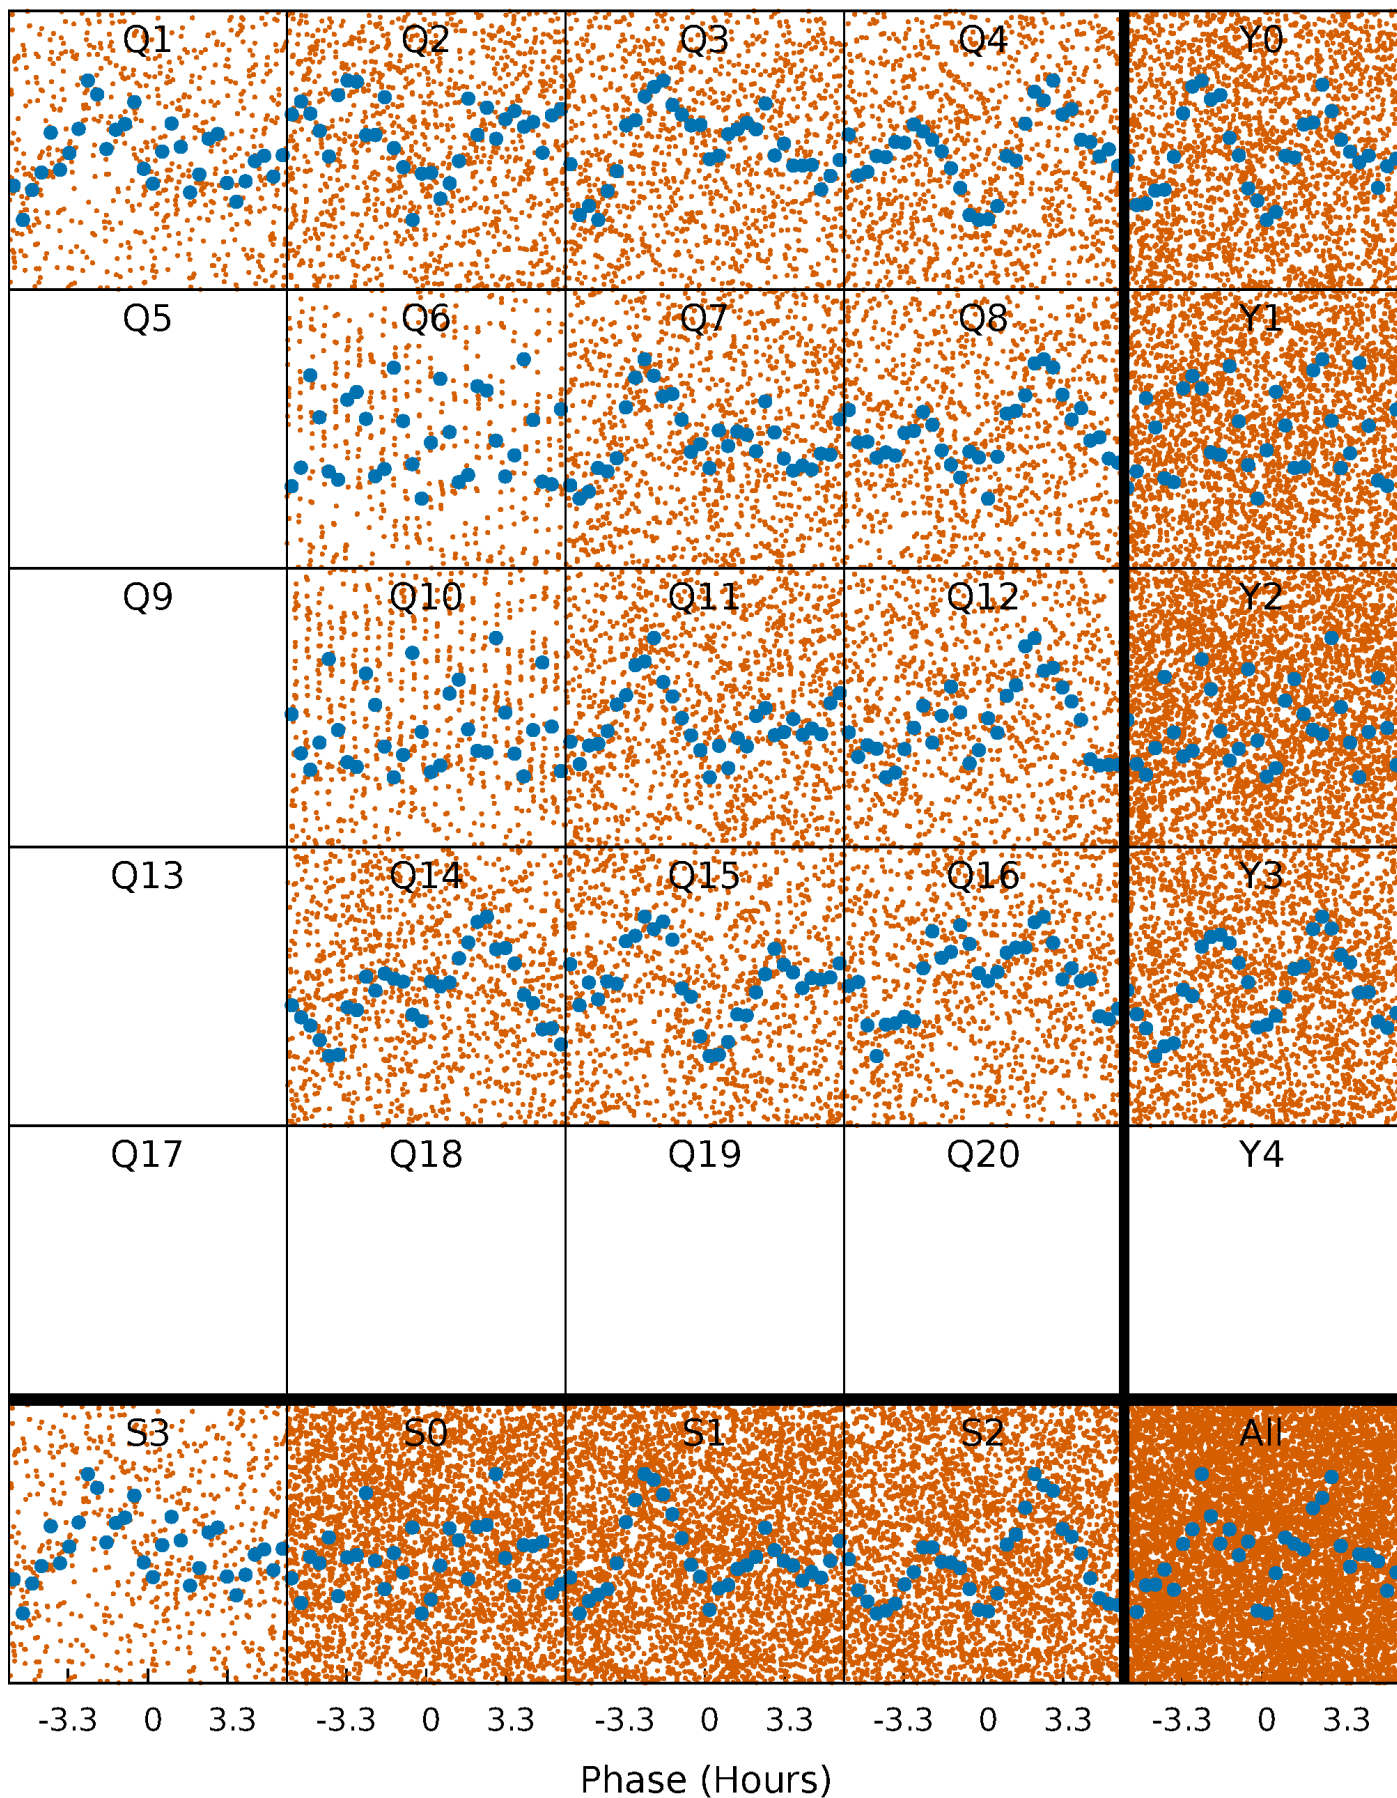 Q1 Q2 Q3 Q4 Y0
Q5 Q6 Q7 Q8 Y1
Q9 Q10 Q11 Q12 Y2
Q13 Q14 Q15 Q16 Y3
Q17 Q18 Q19 Q20 Y4
S3 S0 S1 S2 All
-3.3 0 3.3 -3.3 0 3.3 -3.3 0 3.3 -3.3 0 3.3 -3.3 0 3.3
Phase (Hours)